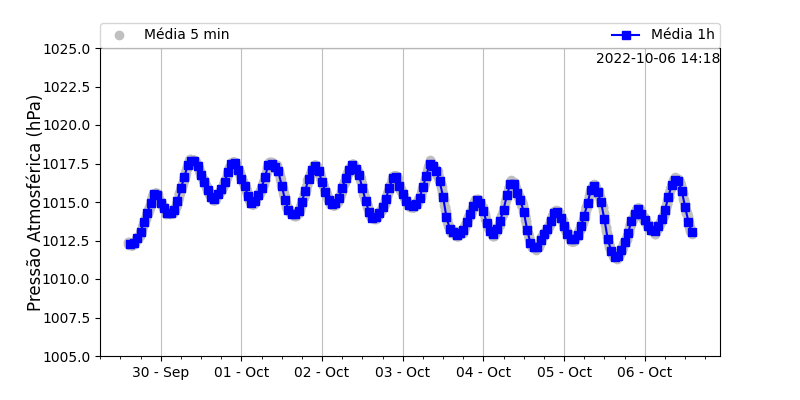 Média 5 min
Média 1h
2022-10-06 14:18
Pressão Atmosférica (hPa)
1025.0
1022.5
1020.0
1017.5
1015.0
1012.5
1010.0
1007.5
1005.0
30 - Sep
01 - Oct
02 - Oct
03 - Oct
04 - Oct
05 - Oct
06 - Oct